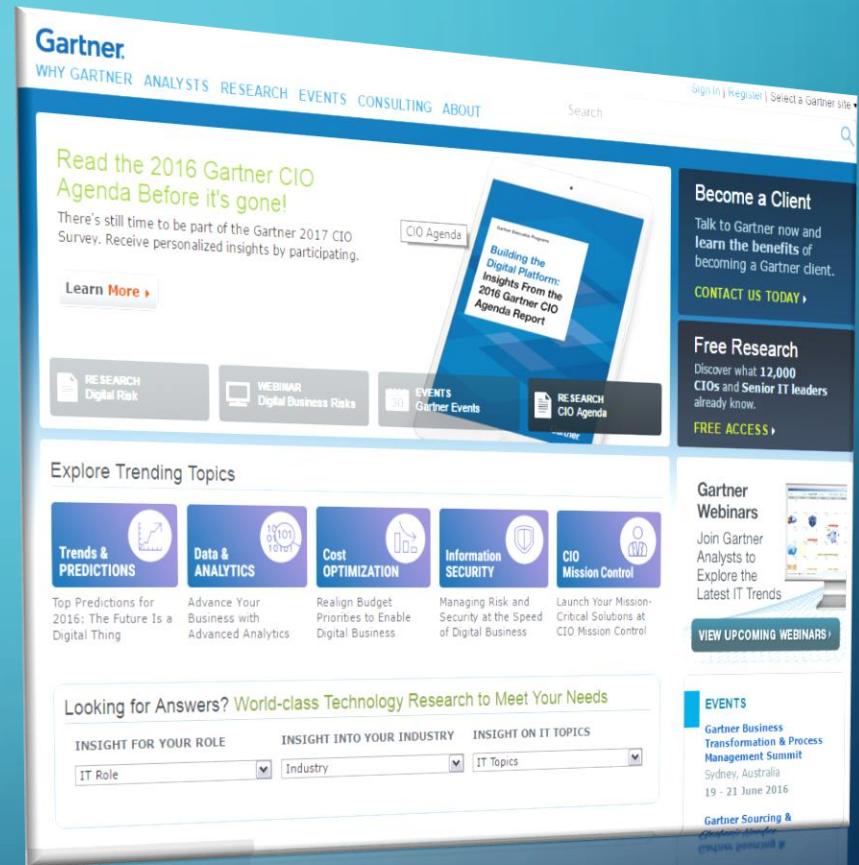 Gartner.
Sign In | Register | Select a Gartner site
WHY GARTNER ANALYSTS RESEARCH EVENTS CONSULTING ABOUT
Search
Read the 2016 Gartner CIO
Agenda Before it's gone!
There's still time to be part of the Gartner 2017 CIO
Survey. Receive personalized insights by participating.
Learn More
CIO Agenda
Gartner Executive Programs
Building the
Digital Platform:
Insights From the
2016 Gartner CIO
Agenda Report
Gartner
RESEARCH
Digital Risk
WEBINAR
Digital Business Risks
30
EVENTS
Gartner Events
RESEARCH
CIO Agenda
Become a Client
Talk to Gartner now and
learn the benefits of
becoming a Gartner client.
CONTACT US TODAY
Free Research
Discover what 12,000
CIOs and Senior IT leaders
already know.
FREE ACCESS
Explore Trending Topics
Trends &
PREDICTIONS
Top Predictions for
2016: The Future Is a
Digital Thing
Data &
ANALYTICS
Advance Your
Business with
Advanced Analytics
Cost
OPTIMIZATION
Realign Budget
Priorities to Enable
Digital Business
Information
SECURITY
Managing Risk and
Security at the Speed
of Digital Business
CIO
Mission Control
Launch Your Mission-
Critical Solutions at
CIO Mission Control
Gartner
Webinars
Join Gartner
Analysts to
Explore the
Latest IT Trends
VIEW UPCOMING WEBINARS
Looking for Answers? World-class Technology Research to Meet Your Needs
INSIGHT FOR YOUR ROLE
IT Role
INSIGHT INTO YOUR INDUSTRY
Industry
INSIGHT ON IT TOPICS
IT Topics
EVENTS
Gartner Business
Transformation & Process
Management Summit
Sydney, Australia
19 - 21 June 2016
Gartner Sourcing &